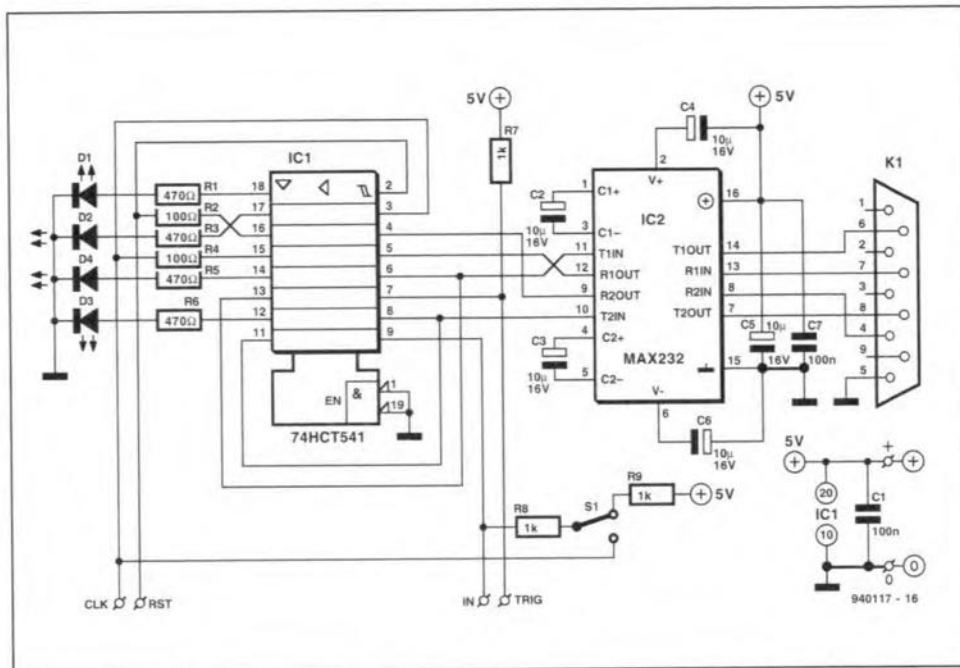 5V
C4
10µ
16V
5V
R7
1k
IC1
K1
D1
470Ω R1 18
2
D2
100Ω R2 17
3
470Ω R3 16
4
D4
100Ω R4 15
5
470Ω R5 14
6
D3
13
7
470Ω
R6
12
8
11
9
EN & 1
19
74HCT541
2
V+
C2
10µ
16V
1 C1+
3 C1−
IC2
16
11 T1IN
T1OUT 14
12 R1OUT
R1IN 13
9 R2OUT
R2IN 8
10 T2IN
T2OUT 7
C3
10µ
16V
4 C2+
5 C2−
MAX232
15
V-
6
C5 10µ
16V
C7
100n
C6
10µ
16V
1
6
2
7
3
8
4
9
5
R9
1k
5V
S1
R8
1k
5V
+
20
IC1
10
C1
100n
0
0
CLK RST
IN TRIG
940117 - 16